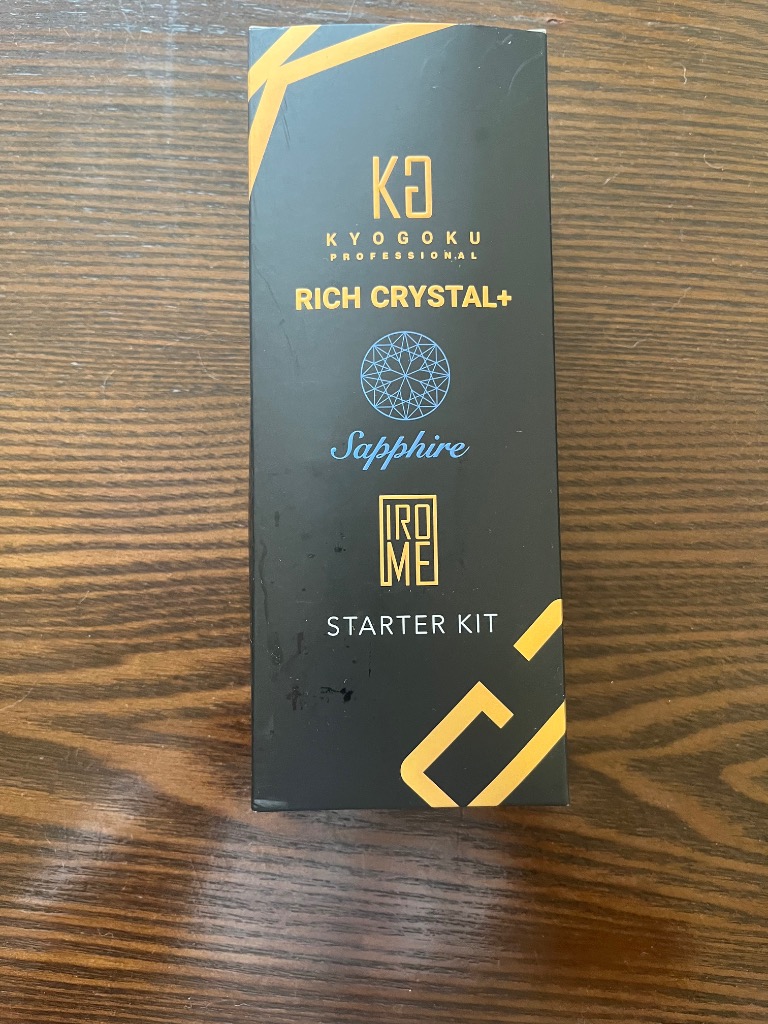 KG
KYOGOKU
PROFESSIONAL
RICH CRYSTAL+
Sapphire
IRO
ME
STARTER KIT